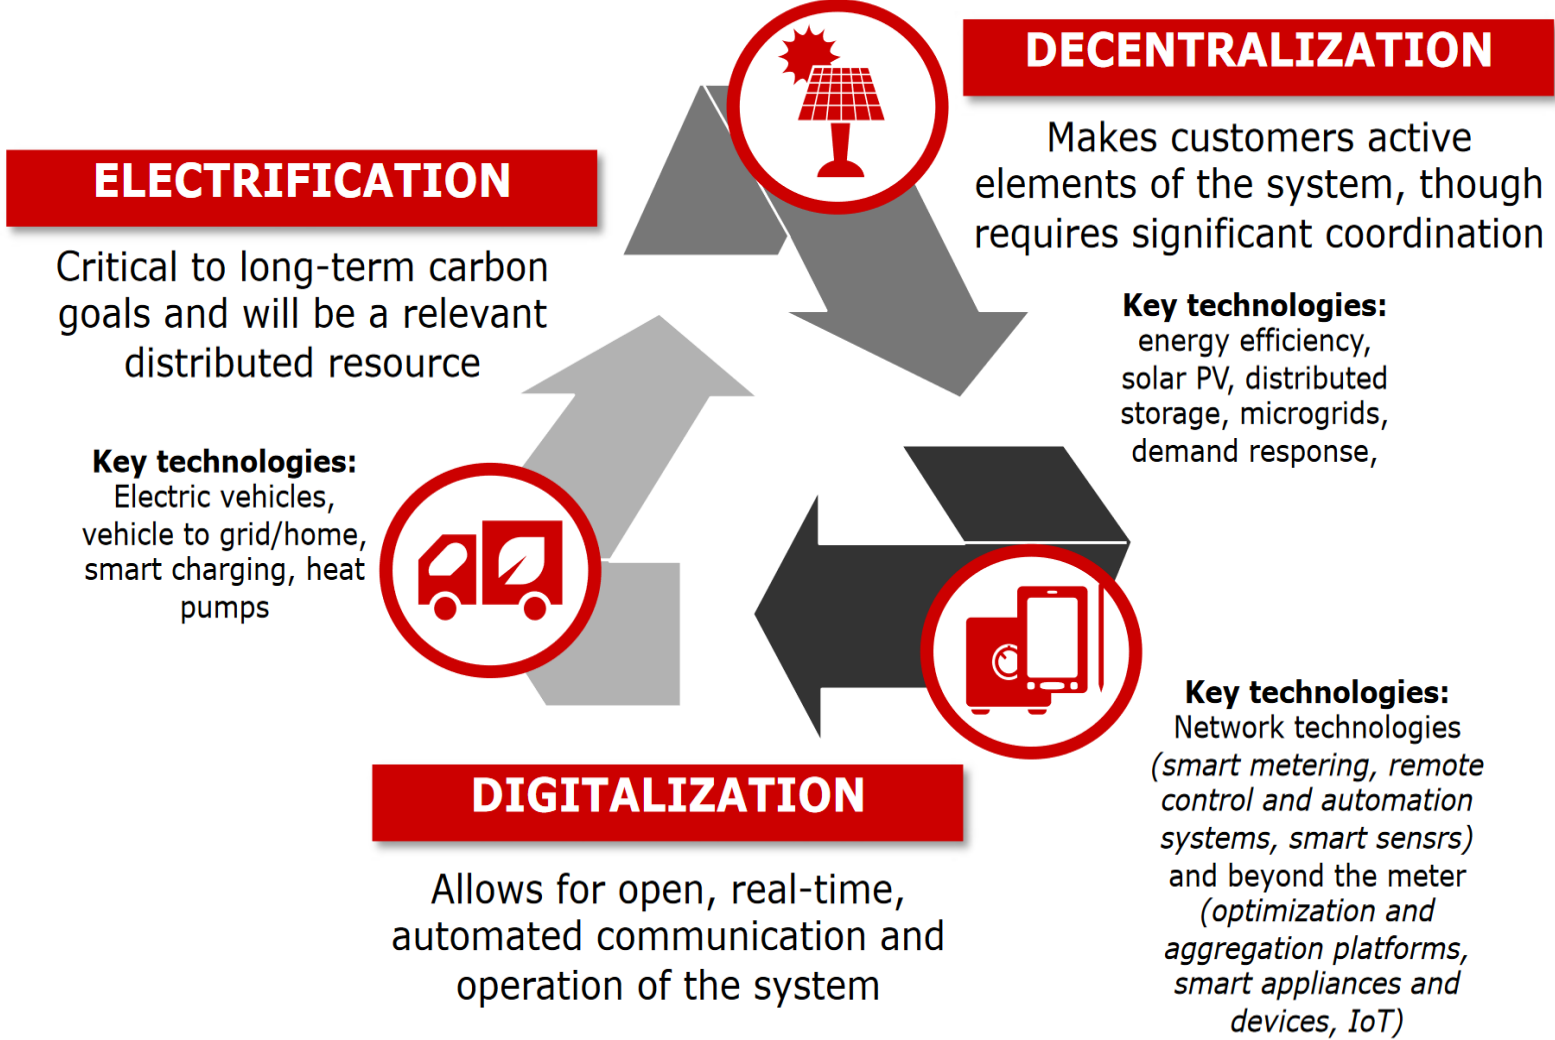 ELECTRIFICATION
Critical to long-term carbon
goals and will be a relevant
distributed resource
Key technologies:
Electric vehicles,
vehicle to grid/home,
smart charging, heat
pumps
DECENTRALIZATION
Makes customers active
elements of the system, though
requires significant coordination
Key technologies:
energy efficiency,
solar PV, distributed
storage, microgrids,
demand response,
DIGITALIZATION
Allows for open, real-time,
automated communication and
operation of the system
Key technologies:
Network technologies
(smart metering, remote
control and automation
systems, smart sensrs)
and beyond the meter
(optimization and
aggregation platforms,
smart appliances and
devices, IoT)